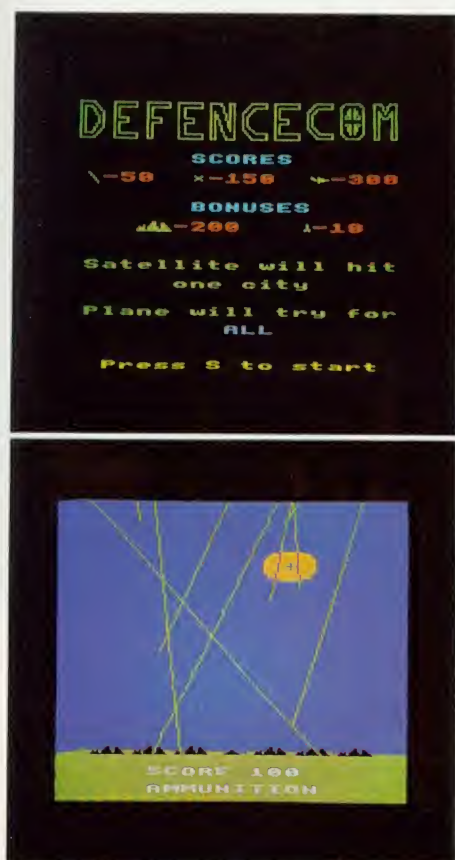 DEFENCECOM
SCORES
-50 -150 -300
BONUSES
-200 -10
Satellite will hit
one city
Plane will try for
ALL
Press S to start
SCORE 100
AMMUNITION